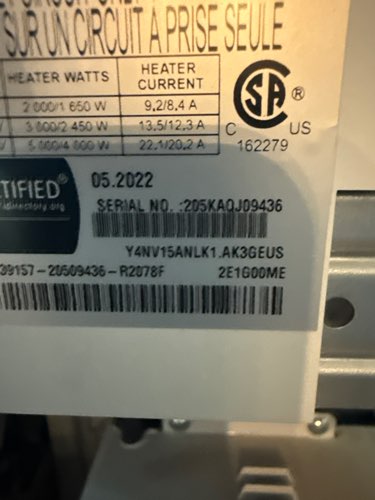 SUR UN CIRCUIT A PRISE SEULE
HEATER WATTS HEATER CURRENT
2 000/1 650 W 9.2/8.4 A
3 000/2 450 W 13.5/12.3 A
5 000/4 000 W 22.1/20.2 A
CSA ®
C US
162279
TIFIED®
05.2022
SERIAL NO. :205KAQJ09436
Y4NV15ANLK1.AK3GEUS
39157-20509436-R2078F 2E1G00ME